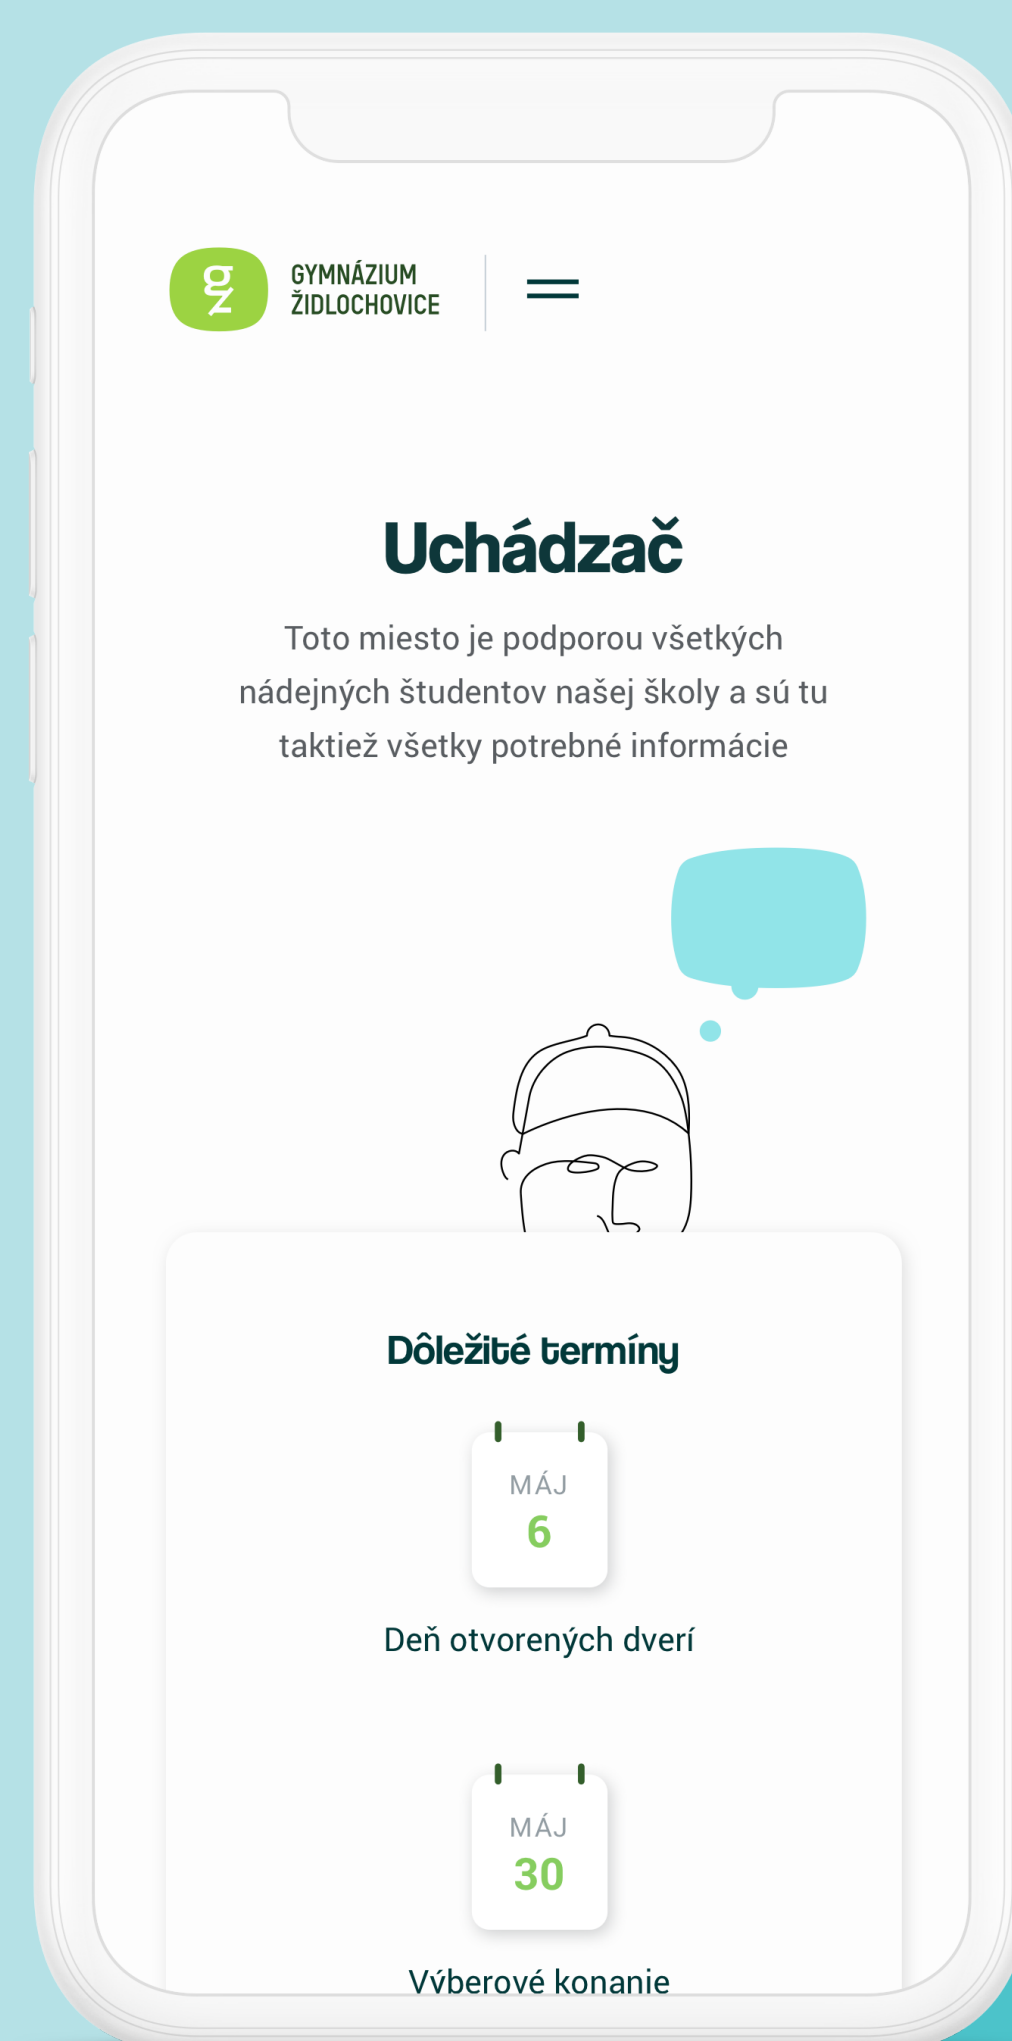 gz
GYMNÁZIUM
ŽIDLOCHOVICE
Uchádzač
Toto miesto je podporou všetkých
nádejných študentov našej školy a sú tu
taktiež všetky potrebné informácie
Dôležité termíny
MÁJ
6
Deň otvorených dverí
MÁJ
30
Výberové konanie